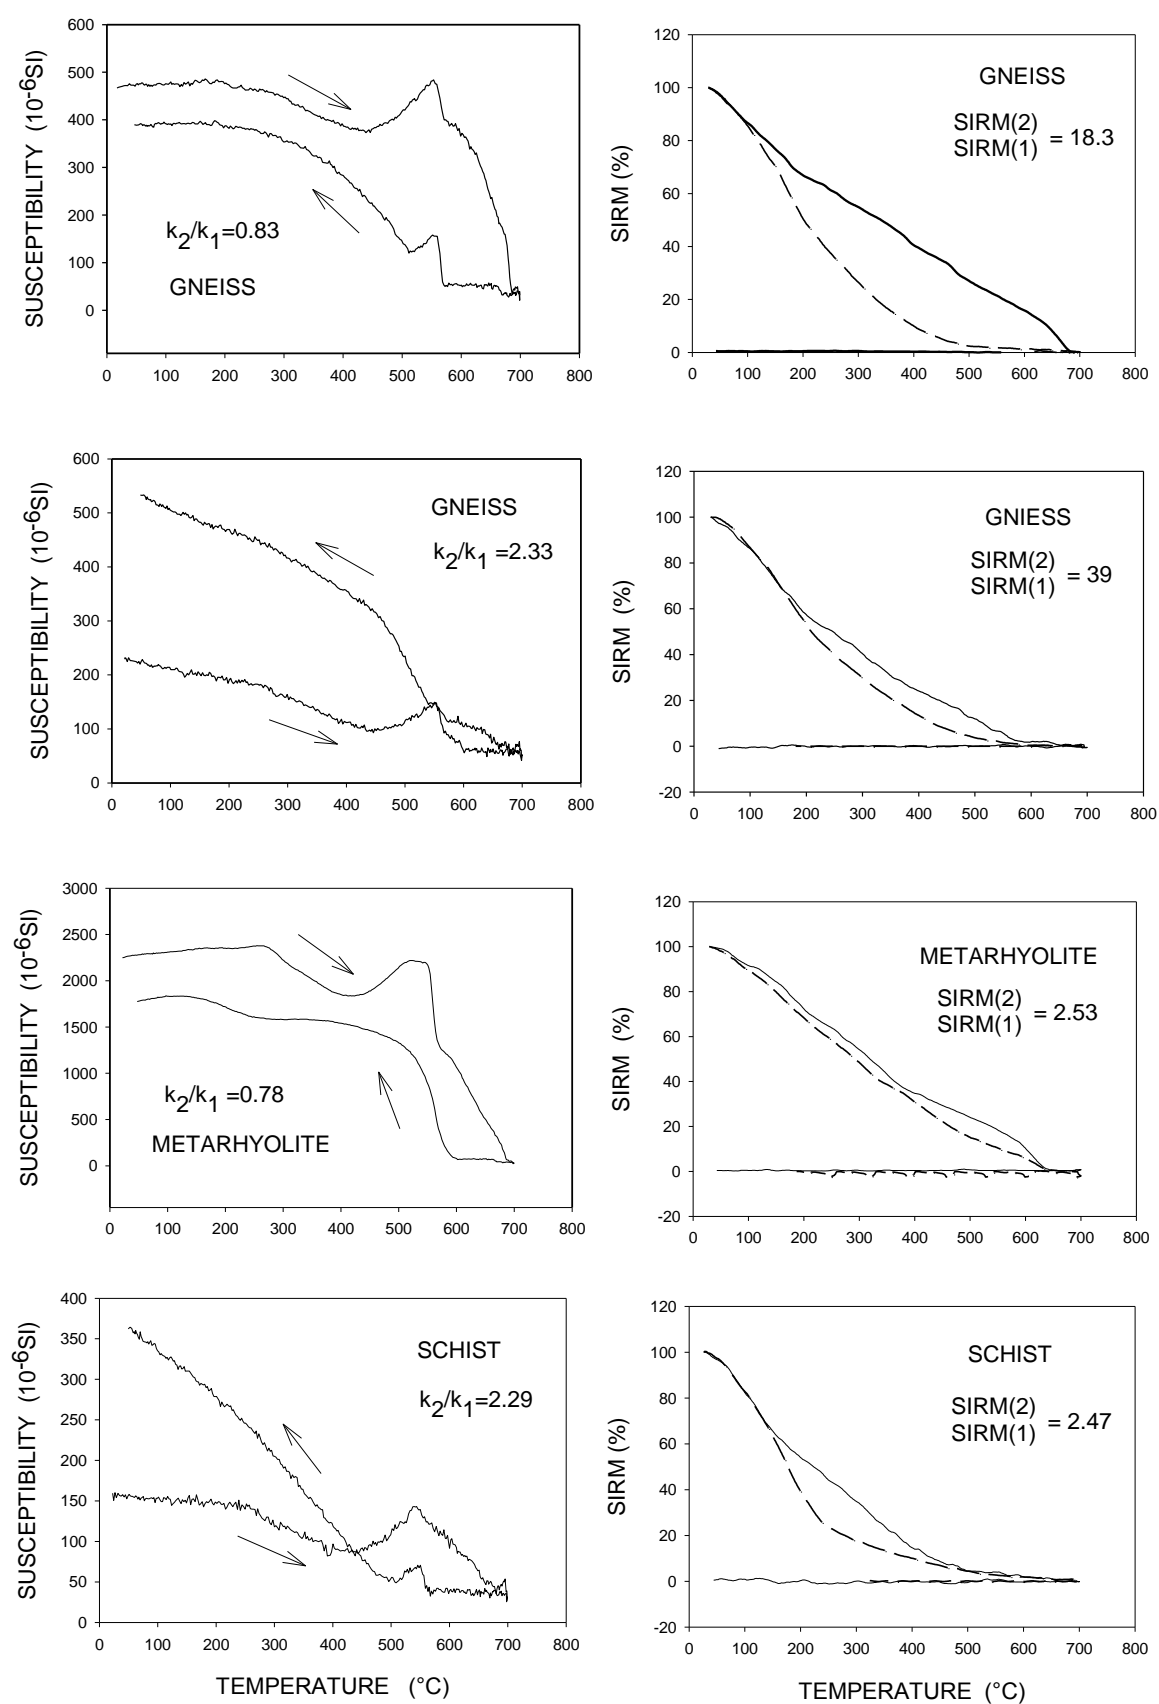 600
500
400
300
200
100
0
SUSCEPTIBILITY (10⁻⁶SI)
k₂/k₁=0.83
GNEISS
0 100 200 300 400 500 600 700 800
120
100
80
60
40
20
0
SIRM (%)
GNEISS
SIRM(2)
SIRM(1) = 18.3
0 100 200 300 400 500 600 700 800
600
500
400
300
200
100
0
SUSCEPTIBILITY (10⁻⁶SI)
GNEISS
k₂/k₁ =2.33
0 100 200 300 400 500 600 700 800
120
100
80
60
40
20
0
-20
SIRM (%)
GNIESS
SIRM(2)
SIRM(1) = 39
0 100 200 300 400 500 600 700 800
3000
2500
2000
1500
1000
500
0
SUSCEPTIBILITY (10⁻⁶SI)
k₂/k₁ =0.78
METARHYOLITE
0 100 200 300 400 500 600 700 800
120
100
80
60
40
20
0
-20
SIRM (%)
METARHYOLITE
SIRM(2)
SIRM(1) = 2.53
0 100 200 300 400 500 600 700 800
400
350
300
250
200
150
100
50
0
SUSCEPTIBILITY (10⁻⁶SI)
SCHIST
k₂/k₁=2.29
0 100 200 300 400 500 600 700 800
TEMPERATURE (°C)
120
100
80
60
40
20
0
-20
SIRM (%)
SCHIST
SIRM(2)
SIRM(1) = 2.47
0 100 200 300 400 500 600 700 800
TEMPERATURE (°C)